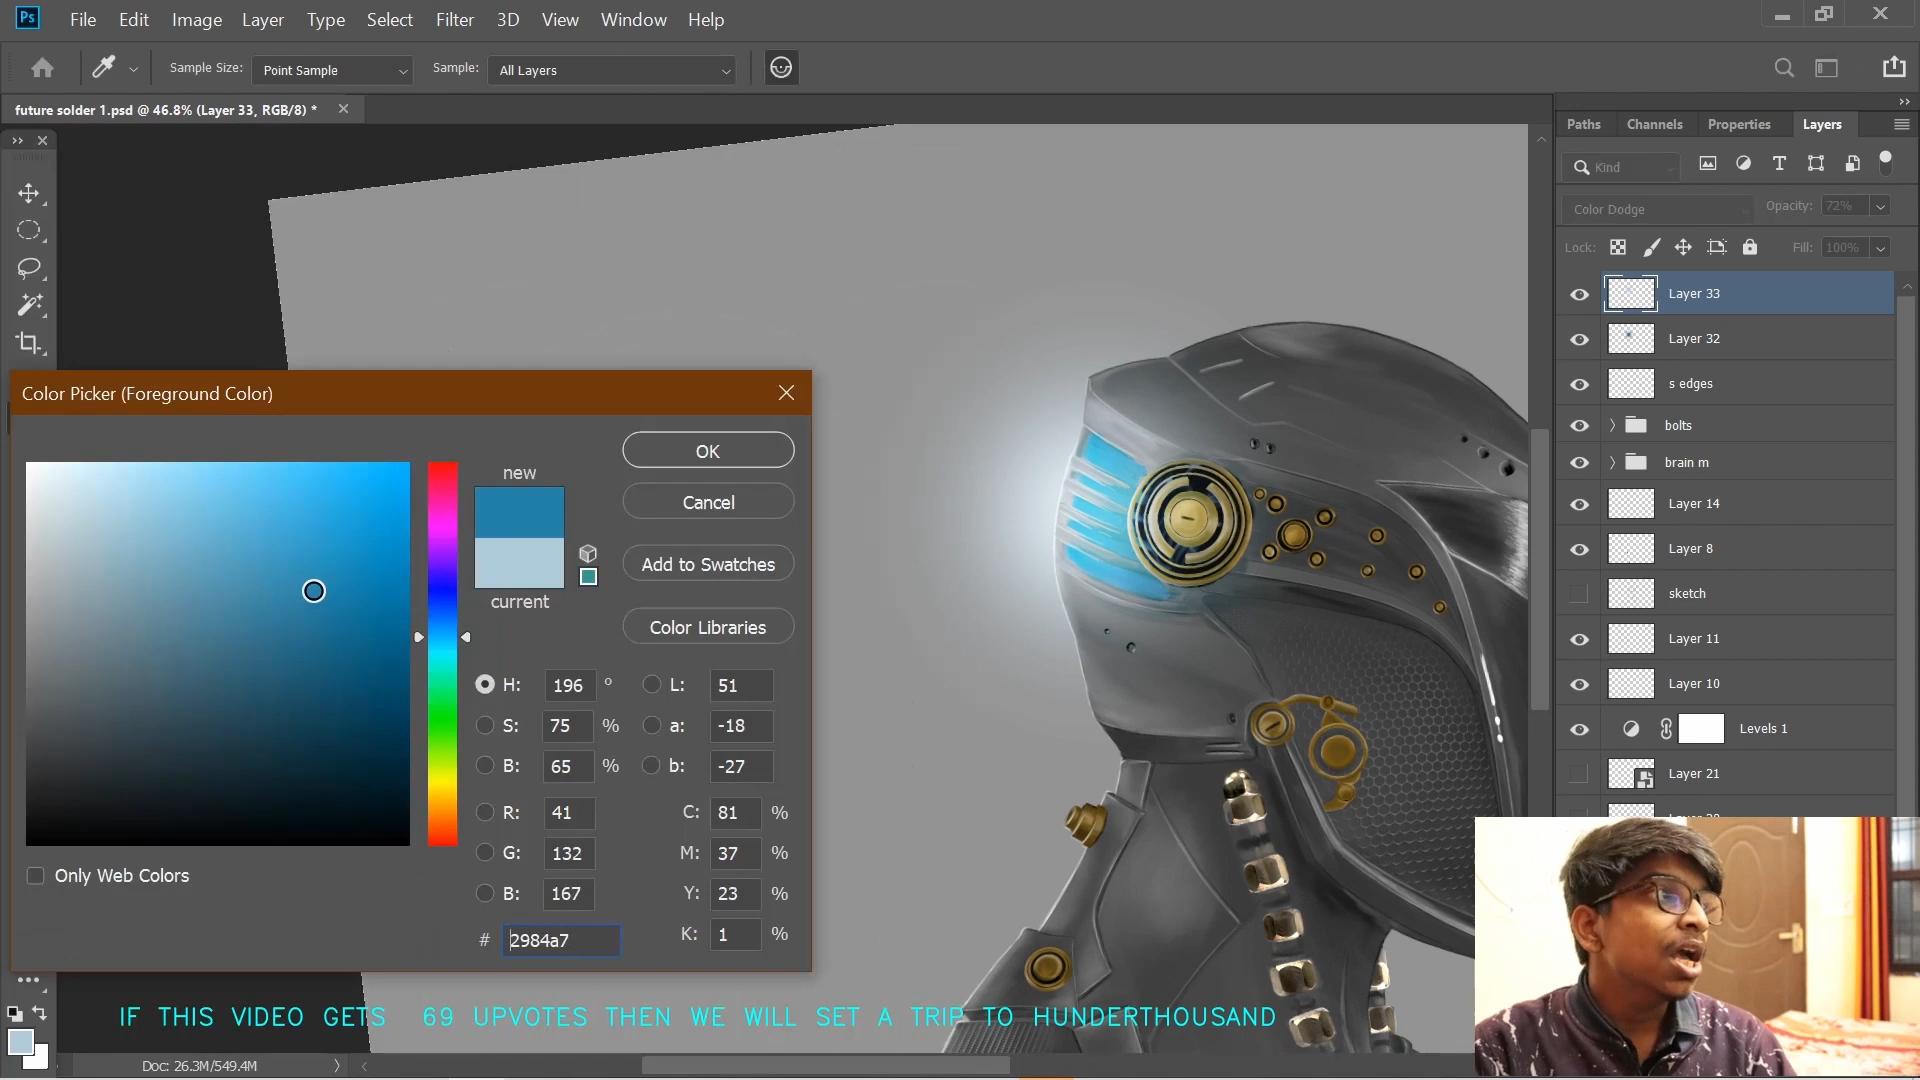 Ps File Edit Image Layer Type Select Filter 3D View Window Help
Sample Size: Point Sample Sample: All Layers
future solder 1.psd @ 46.8% (Layer 33, RGB/8) *
Paths Channels Properties Layers
Kind
Color Dodge Opacity: 72%
Lock: Fill: 100%
Layer 33
Layer 32
s edges
bolts
brain m
Layer 14
Layer 8
sketch
Layer 11
Layer 10
Levels 1
Layer 21
Color Picker (Foreground Color)
new
current
OK
Cancel
Add to Swatches
Color Libraries
H: 196 °
S: 75 %
B: 65 %
R: 41
G: 132
B: 167
# 2984a7
L: 51
a: -18
b: -27
C: 81 %
M: 37 %
Y: 23 %
K: 1 %
Only Web Colors
IF THIS VIDEO GETS 69 UPVOTES THEN WE WILL SET A TRIP TO HUNDERTHOUSAND
Doc: 26.3M/549.4M